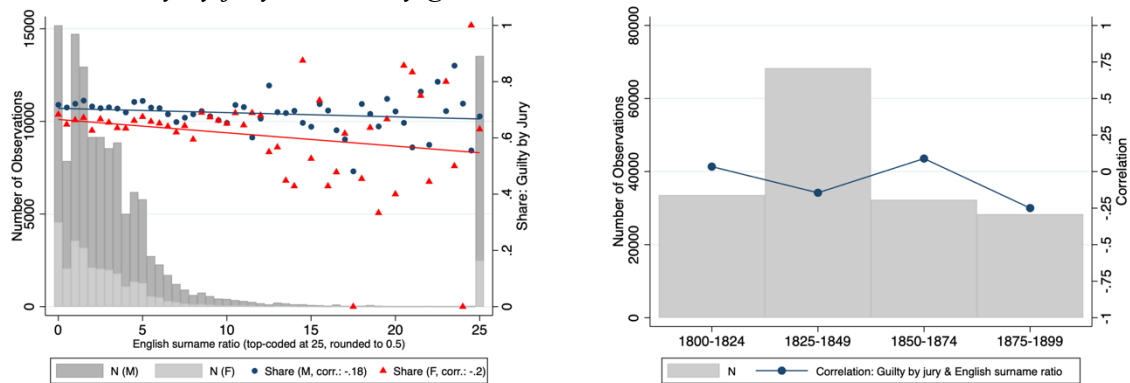 15000
10000
5000
0
Number of Observations
1
.8
.6
.4
.2
0
Share: Guilty by Jury
0 5 10 15 20 25
English surname ratio (top-coded at 25, rounded to 0.5)
N (M) N (F) Share (M, corr.: -.18) Share (F, corr.: -.2)
80000
60000
40000
20000
0
Number of Observations
1
.75
.5
.25
0
-.25
-.5
-.75
-1
Correlation
1800-1824 1825-1849 1850-1874 1875-1899
N Correlation: Guilty by jury & English surname ratio